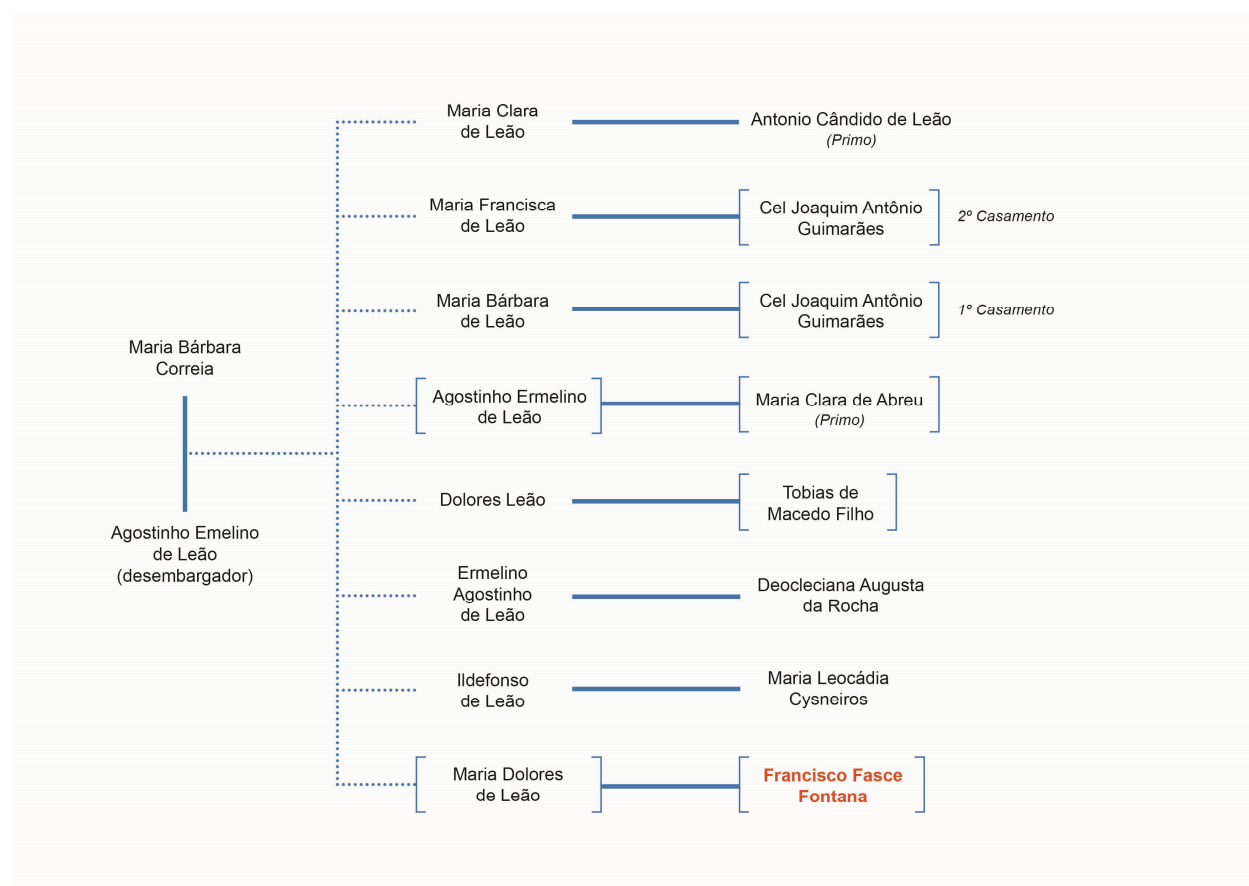 Maria Clara
de Leão
Antonio Cândido de Leão
(Primo)
Maria Francisca
de Leão
Cel Joaquim Antônio
Guimarães
2º Casamento
Maria Bárbara
de Leão
Cel Joaquim Antônio
Guimarães
1º Casamento
Maria Bárbara
Correia
Agostinho Ermelino
de Leão
Maria Clara de Abreu
(Primo)
Agostinho Emelino
de Leão
(desembargador)
Dolores Leão
Tobias de
Macedo Filho
Ermelino
Agostinho
de Leão
Deocleciana Augusta
da Rocha
Ildefonso
de Leão
Maria Leocádia
Cysneiros
Maria Dolores
de Leão
Francisco Fasce
Fontana